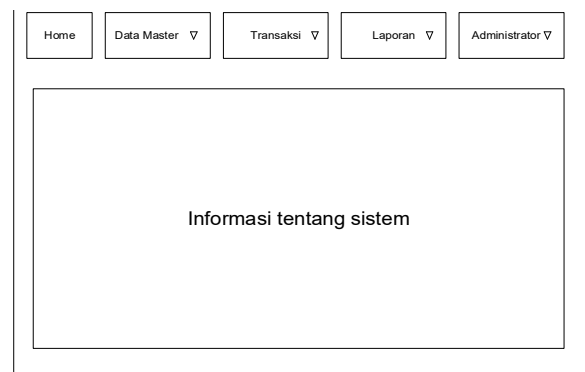 Home Data Master ∇ Transaksi ∇ Laporan ∇ Administrator ∇
Informasi tentang sistem